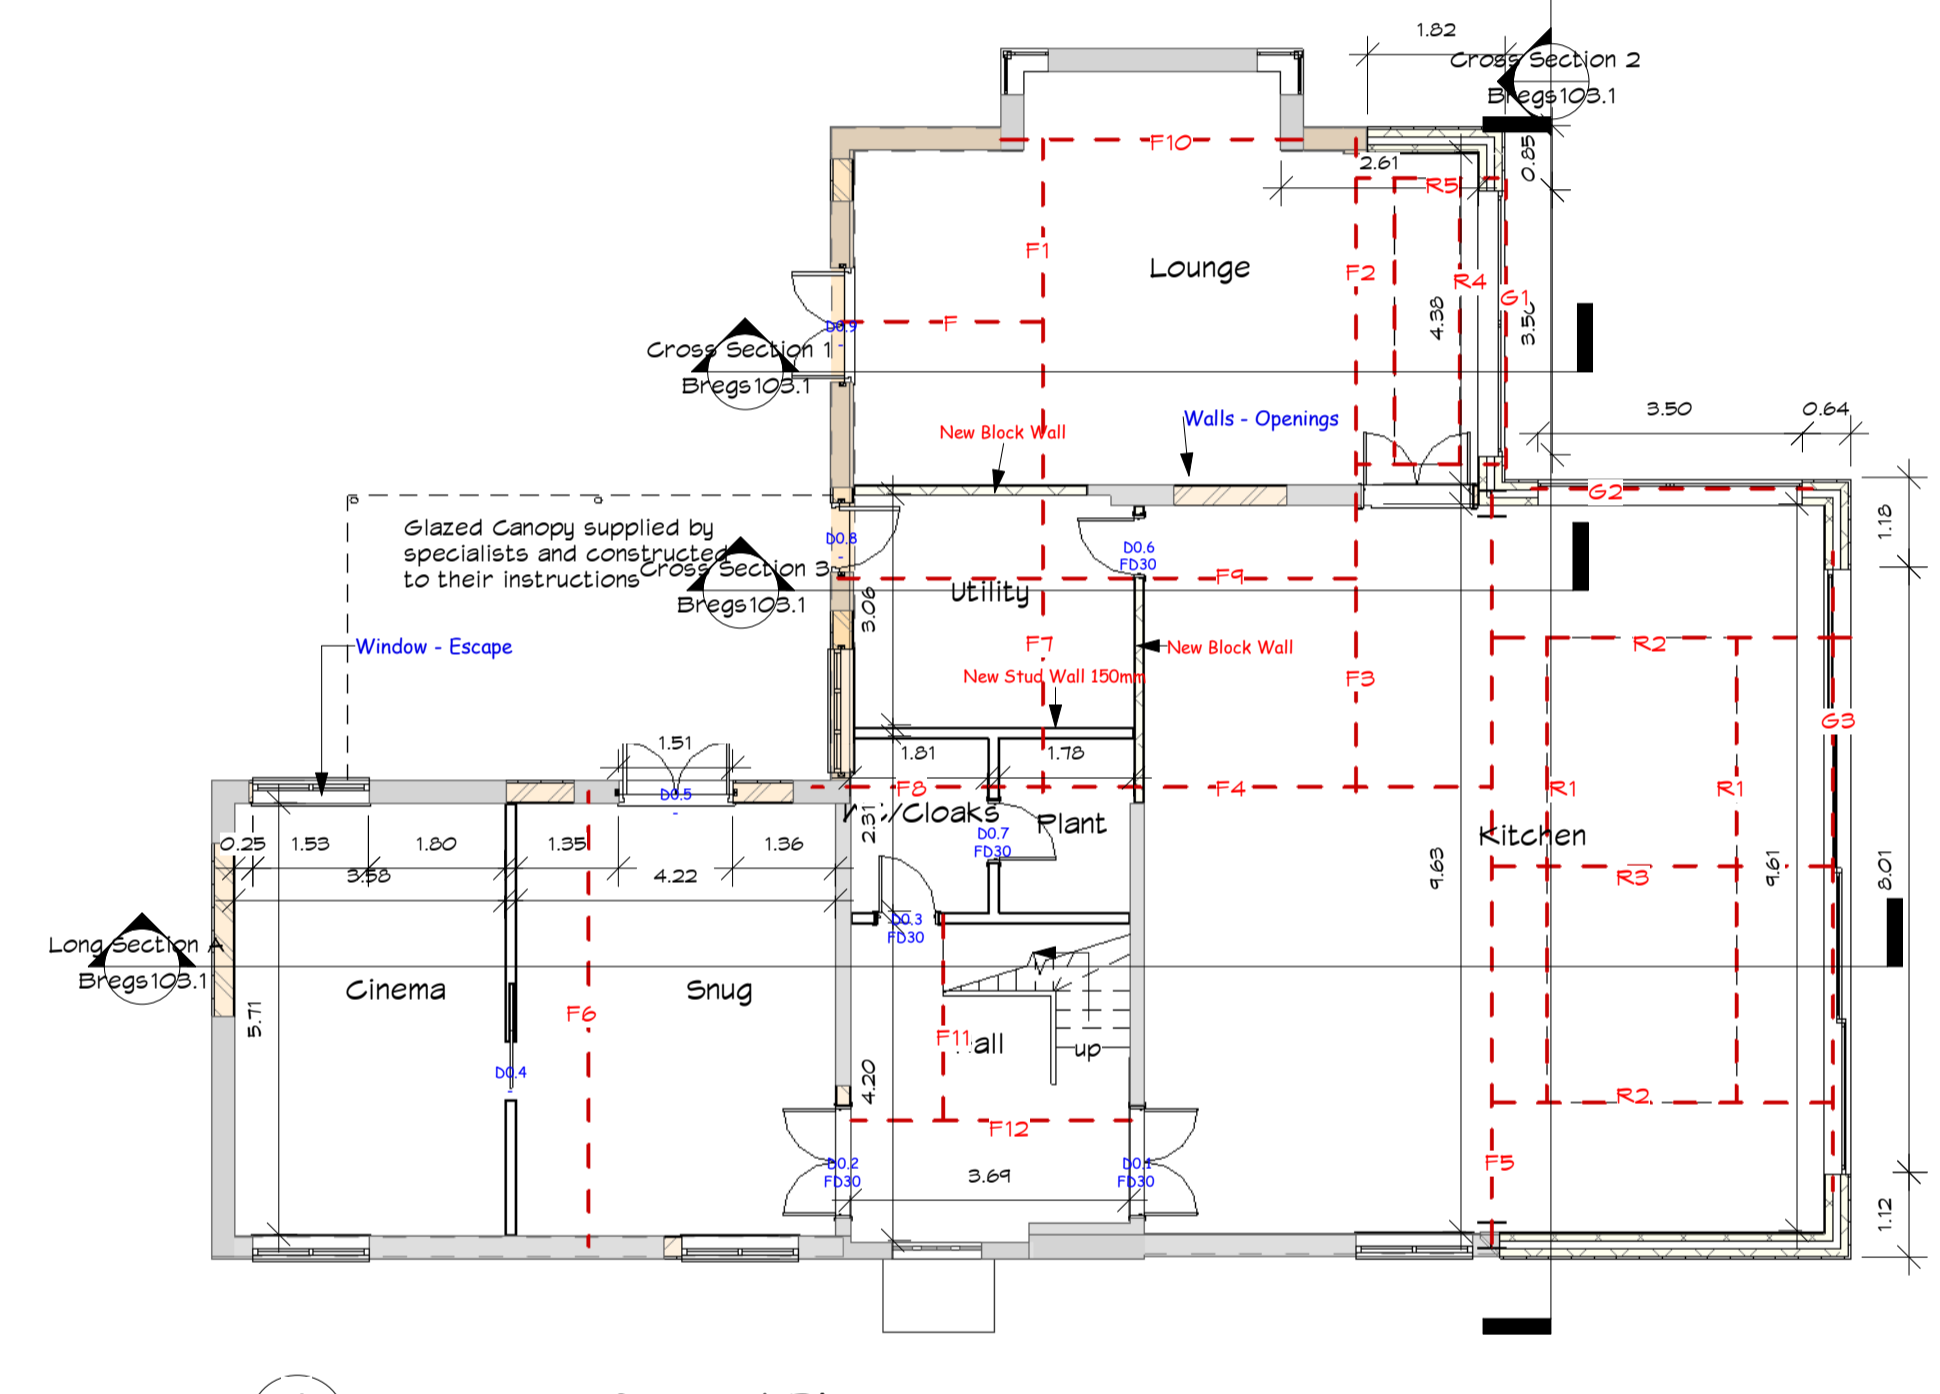 1.82
Cross Section 2
Bregs103.1
F10
2.61
0.85
R5
F1
Lounge
F2
R4
G1
4.38
3.50
F
D0.9
-
Cross Section 1
Bregs103.1
3.50
0.64
Walls - Openings
New Block Wall
G2
1.18
Glazed Canopy supplied by
specialists and constructed
to their instructions
D0.8
-
D0.6
FD30
Cross Section 3
Bregs103.1
F9
Utility
3.06
Window - Escape
F7
New Block Wall
R2
New Stud Wall 150mm
F3
G3
1.51
1.81
1.78
D0.5
-
F8
F4
R1
R1
/Cloaks
Plant
2.31
D0.7
FD30
Kitchen
0.25
1.53
1.80
1.35
1.36
3.58
4.22
9.63
9.61
8.01
R3
D0.3
FD30
Long Section A
Bregs103.1
Cinema
Snug
5.71
F6
F11
all
up
D0.4
-
4.20
R2
F12
D0.2
FD30
D0.1
FD30
3.69
F5
1.12